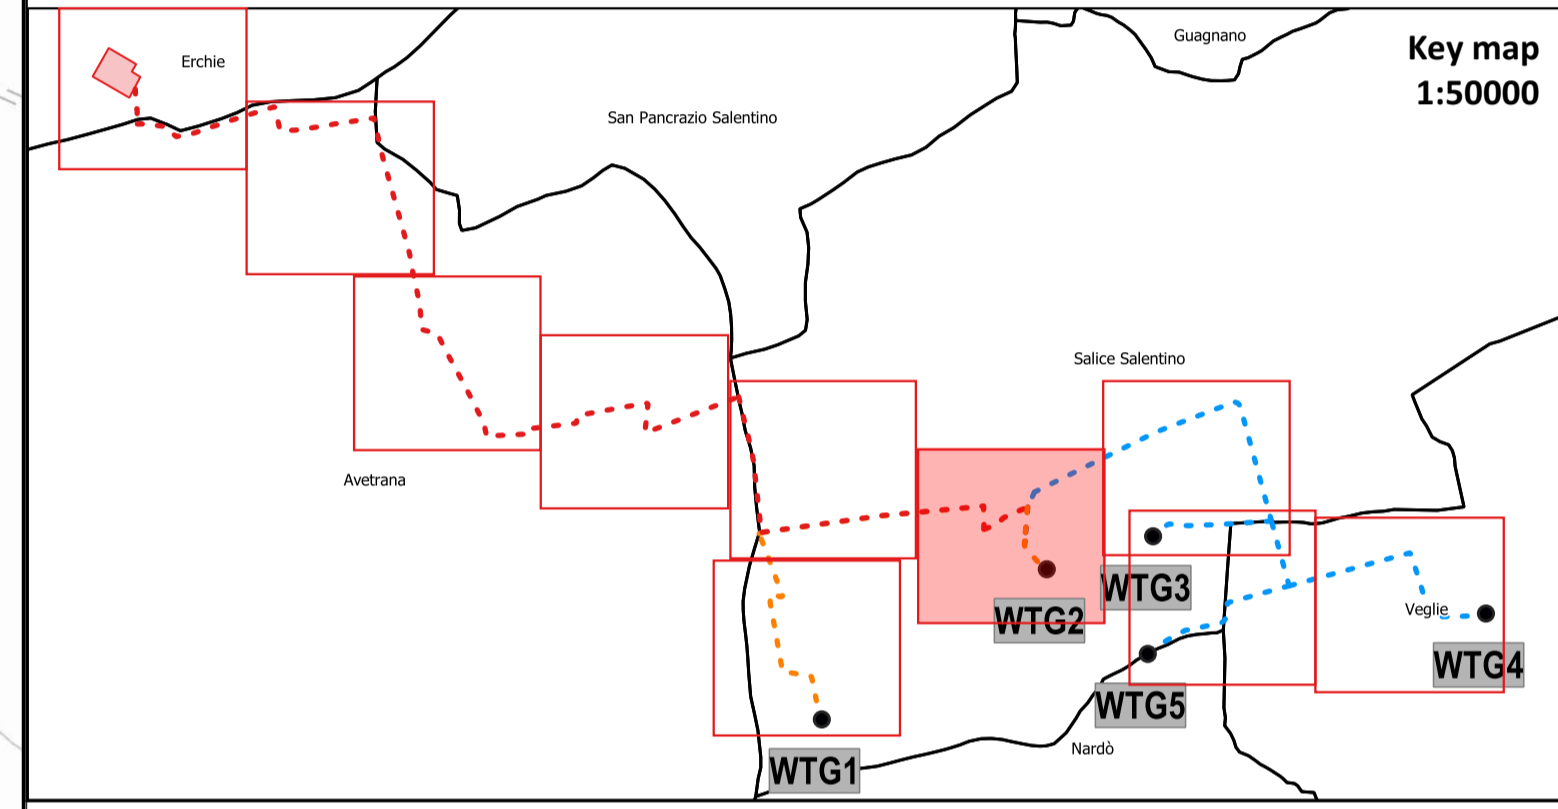 Guagnano
Key map
1:50000
Erchie
San Pancrazio Salentino
Salice Salentino
Avetrana
WTG3
WTG2
Veglie
WTG4
WTG5
Nardò
WTG1